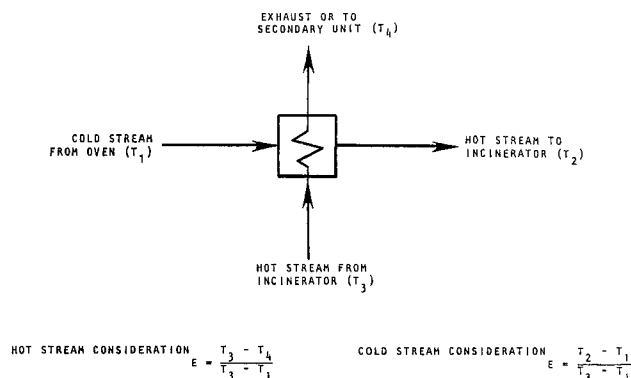 EXHAUST OR TO
SECONDARY UNIT (T₄)
COLD STREAM
FROM OVEN (T₁)
HOT STREAM TO
INCINERATOR (T₂)
HOT STREAM FROM
INCINERATOR (T₃)
HOT STREAM CONSIDERATION E = (T₃ - T₄)/(T₃ - T₁)
COLD STREAM CONSIDERATION E = (T₂ - T₁)/(T₃ - T₁)